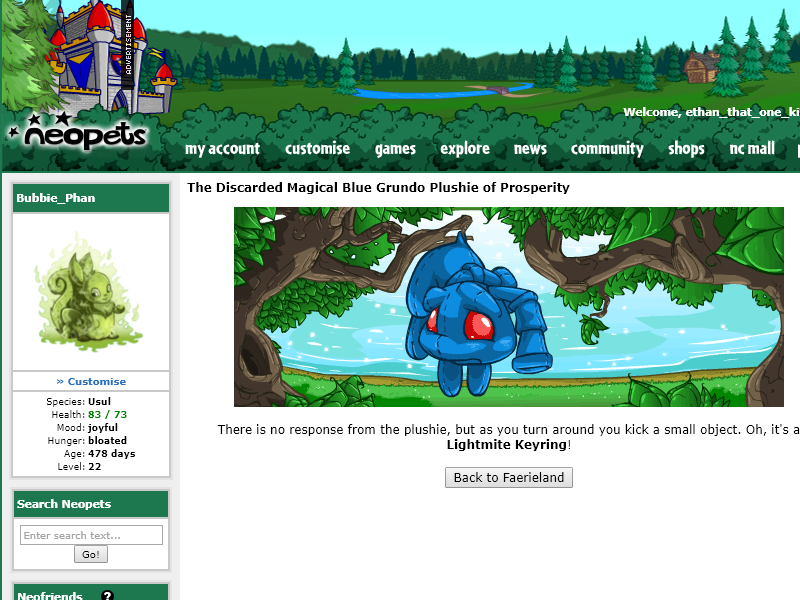 ADVERTISEMENT
Welcome, ethan_that_one_ki
neopets
my account customise games explore news community shops nc mall
Bubbie_Phan
» Customise
Species: Usul
Health: 83 / 73
Mood: joyful
Hunger: bloated
Age: 478 days
Level: 22
Search Neopets
Enter search text...
Go!
Neofriends ?
The Discarded Magical Blue Grundo Plushie of Prosperity
There is no response from the plushie, but as you turn around you kick a small object. Oh, it's a
Lightmite Keyring!
Back to Faerieland